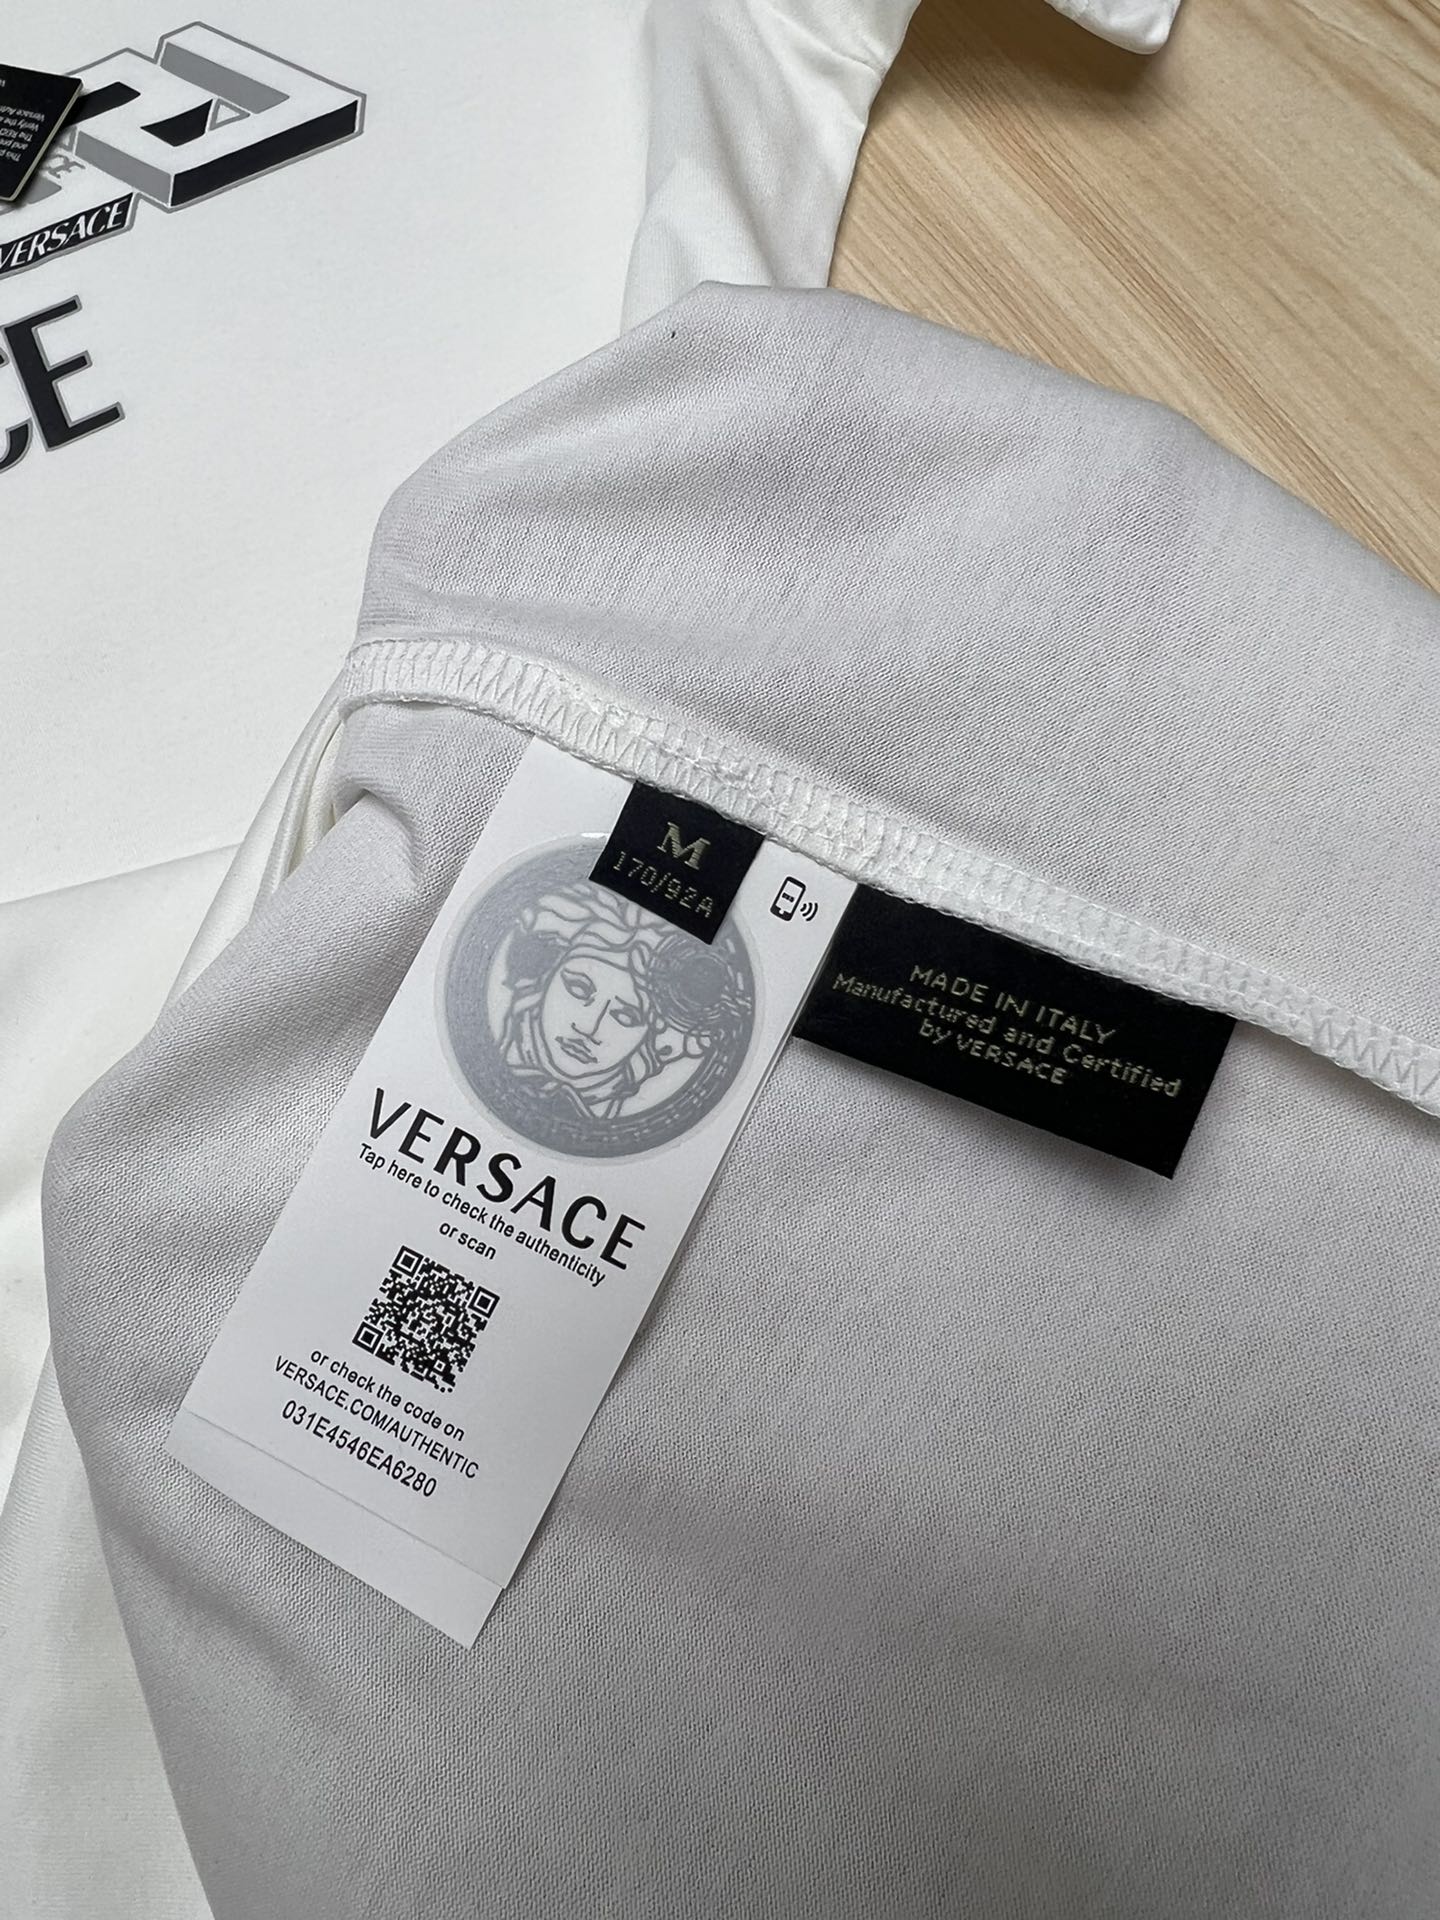 VERSACE
CE
M
170/92A
MADE IN ITALY
Manufactured and Certified
by VERSACE
VERSACE
Tap here to check the authenticity
or scan
or check the code on
VERSACE.COM/AUTHENTIC
031E4546EA6280